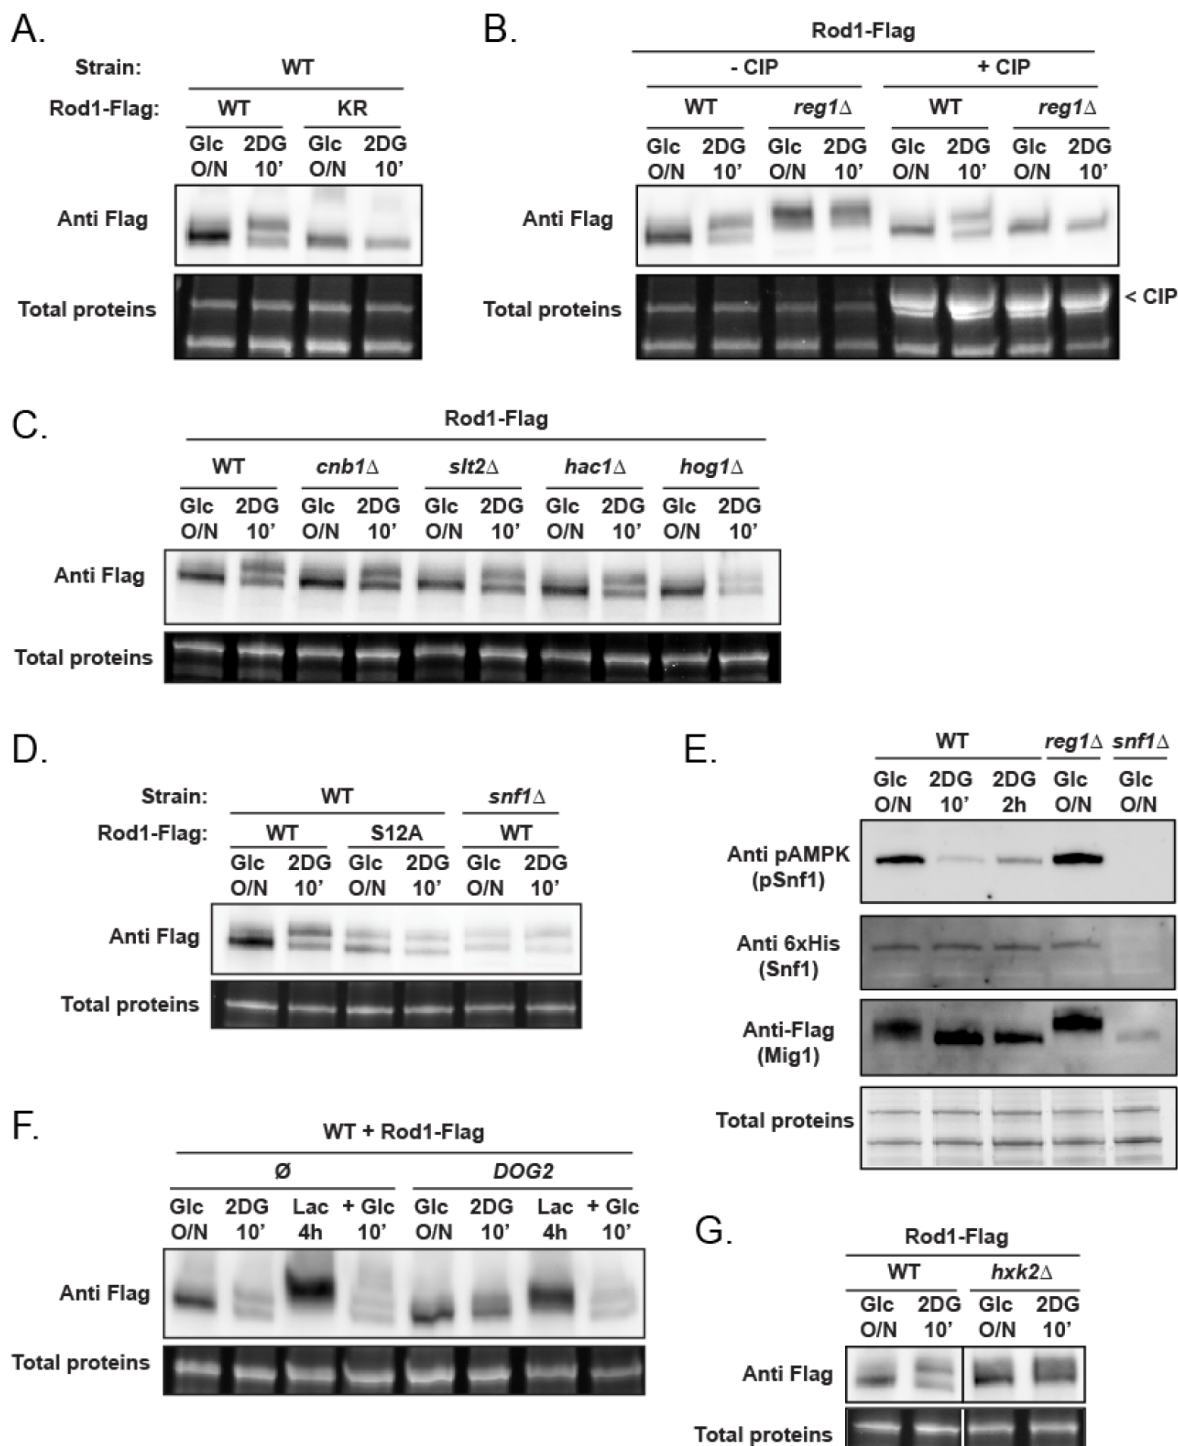 A.
Strain: WT
Rod1-Flag: WT KR
Glc 2DG Glc 2DG
O/N 10' O/N 10'
Anti Flag
Total proteins
B.
Rod1-Flag
- CIP + CIP
WT reg1Δ WT reg1Δ
Glc 2DG Glc 2DG Glc 2DG Glc 2DG
O/N 10' O/N 10' O/N 10' O/N 10'
Anti Flag
Total proteins
< CIP
C.
Rod1-Flag
WT cnb1Δ slt2Δ hac1Δ hog1Δ
Glc 2DG Glc 2DG Glc 2DG Glc 2DG Glc 2DG
O/N 10' O/N 10' O/N 10' O/N 10' O/N 10'
Anti Flag
Total proteins
D.
Strain: WT snf1Δ
Rod1-Flag: WT S12A WT
Glc 2DG Glc 2DG Glc 2DG
O/N 10' O/N 10' O/N 10'
Anti Flag
Total proteins
E.
WT reg1Δ snf1Δ
Glc 2DG 2DG Glc Glc
O/N 10' 2h O/N O/N
Anti pAMPK
(pSnf1)
Anti 6xHis
(Snf1)
Anti-Flag
(Mig1)
Total proteins
F.
WT + Rod1-Flag
Ø DOG2
Glc 2DG Lac + Glc Glc 2DG Lac + Glc
O/N 10' 4h 10' O/N 10' 4h 10'
Anti Flag
Total proteins
G.
Rod1-Flag
WT hxk2Δ
Glc 2DG Glc 2DG
O/N 10' O/N 10'
Anti Flag
Total proteins